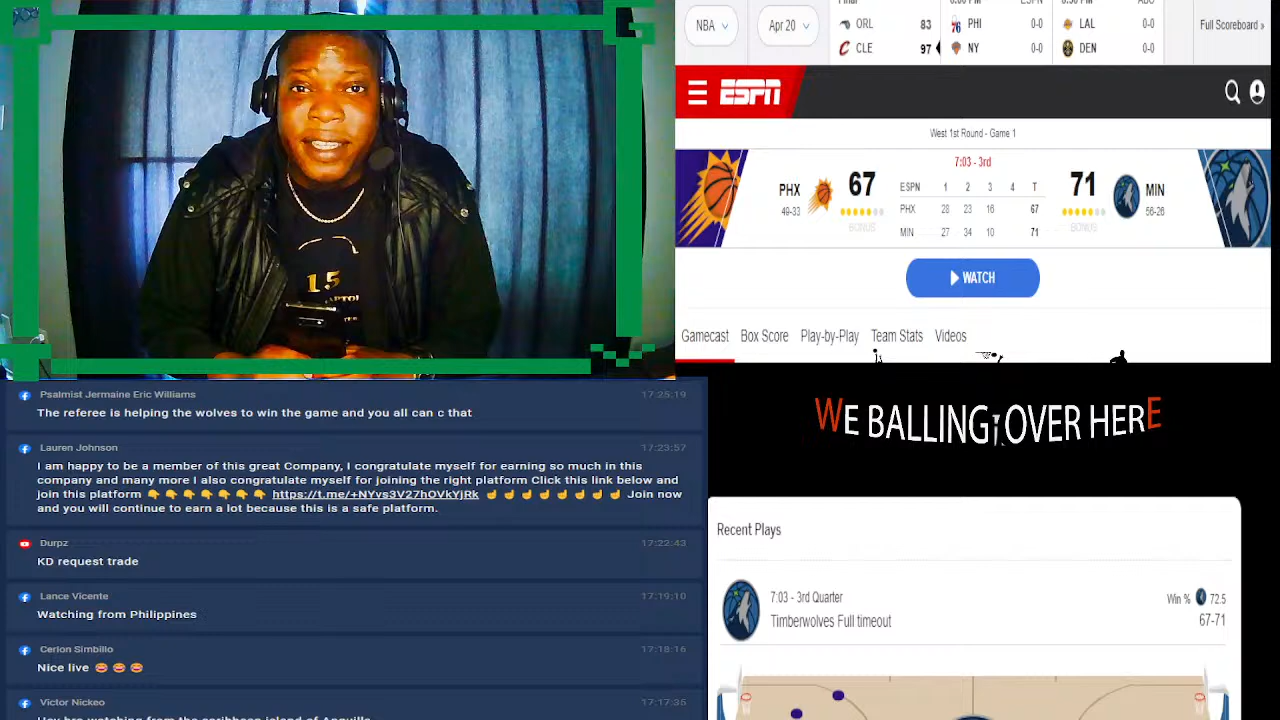 NBA
Apr 20
ORL 83
CLE 97
PHI 0-0
NY 0-0
LAL 0-0
DEN 0-0
Full Scoreboard »
ESPN
West 1st Round - Game 1
7:03 - 3rd
PHX 67
49-33
BONUS
ESPN 1 2 3 4 T
PHX 28 23 16 67
MIN 27 34 10 71
71 MIN
56-26
BONUS
WATCH
Gamecast Box Score Play-by-Play Team Stats Videos
15
Psalmist Jermaine Eric Williams 17:25:19
The referee is helping the wolves to win the game and you all can c that
Lauren Johnson 17:23:57
I am happy to be a member of this great Company, I congratulate myself for earning so much in this
company and many more I also congratulate myself for joining the right platform Click this link below and
join this platform 👇 👇 👇 👇 👇 👇 👇 https://t.me/+NYvs3V27hOVkYjRk ☝ ☝ ☝ ☝ ☝ ☝ ☝ ☝ Join now
and you will continue to earn a lot because this is a safe platform.
Durpz 17:22:43
KD request trade
Lance Vicente 17:19:10
Watching from Philippines
Cerlon Simbillo 17:18:16
Nice live
Victor Nickeo 17:17:35
WE BALLING OVER HERE
Recent Plays
7:03 - 3rd Quarter
Timberwolves Full timeout
Win % 72.5
67-71